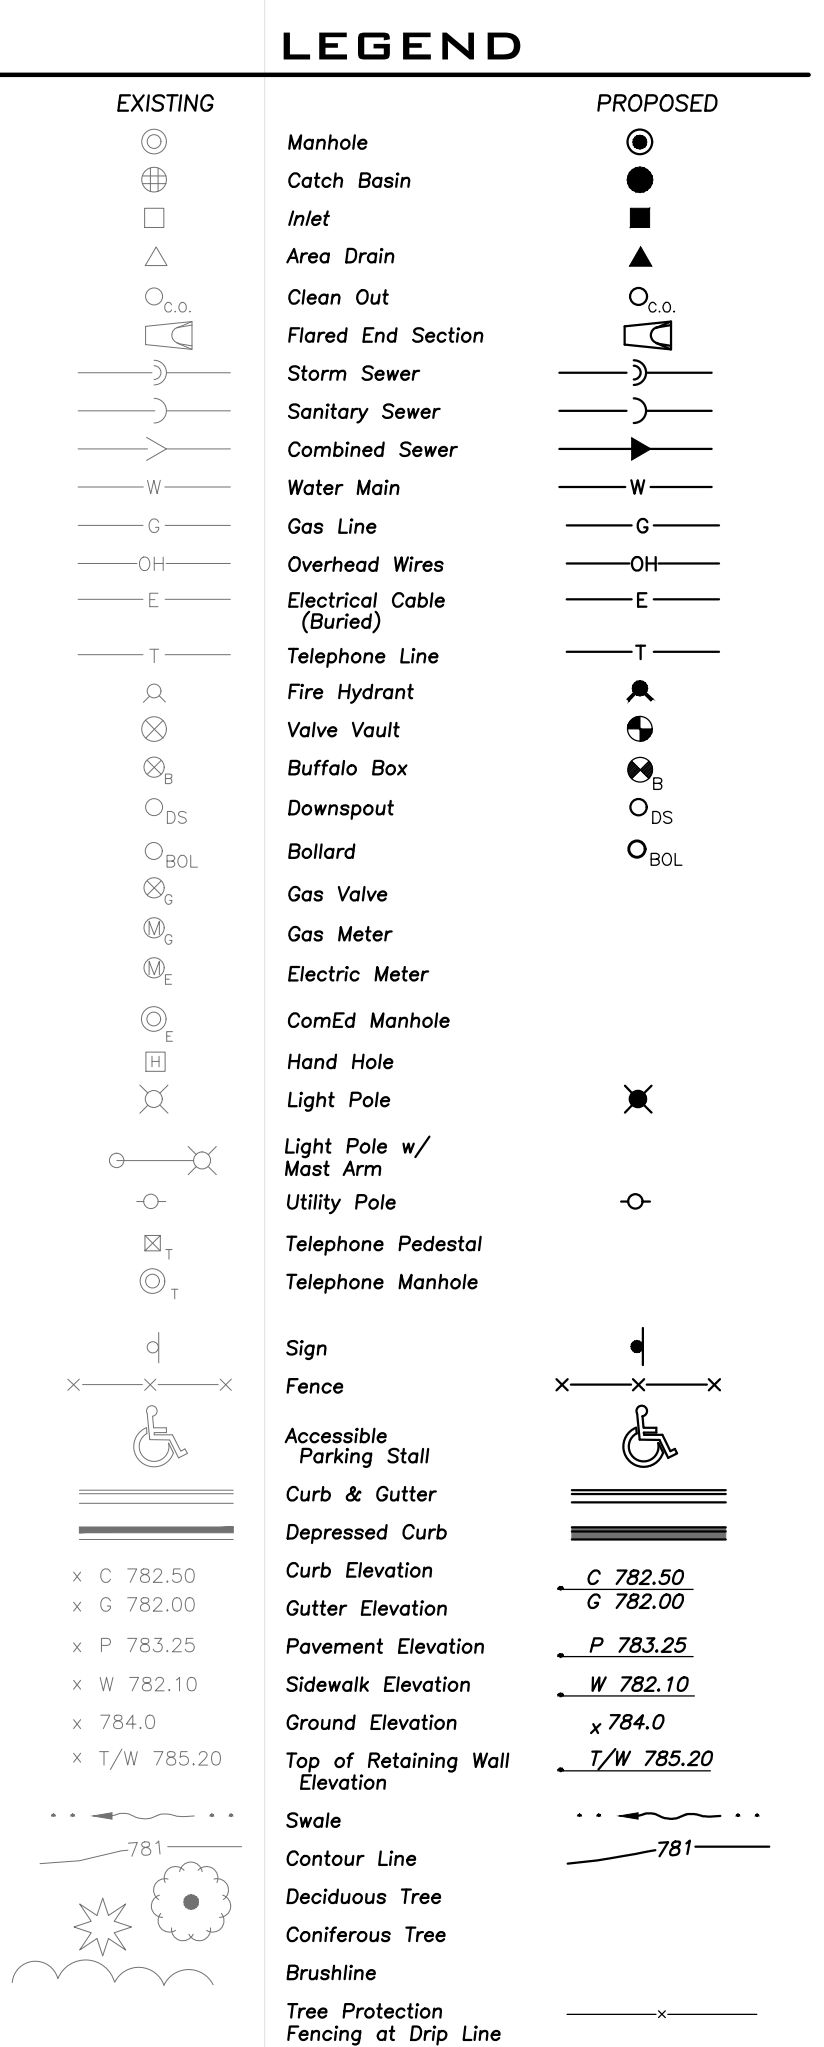 LEGEND
EXISTING PROPOSED
Manhole
Catch Basin
Inlet
Area Drain
C.O. Clean Out C.O.
Flared End Section
Storm Sewer
Sanitary Sewer
Combined Sewer
W Water Main W
G Gas Line G
OH Overhead Wires OH
E Electrical Cable E
(Buried)
T Telephone Line T
Fire Hydrant
Valve Vault
B Buffalo Box B
DS Downspout DS
BOL Bollard BOL
G Gas Valve
M G Gas Meter
M E Electric Meter
E ComEd Manhole
H Hand Hole
Light Pole
Light Pole w/
Mast Arm
Utility Pole
T Telephone Pedestal
T Telephone Manhole
Sign
Fence
Accessible
Parking Stall
Curb & Gutter
Depressed Curb
x C 782.50 Curb Elevation C 782.50
x G 782.00 Gutter Elevation G 782.00
x P 783.25 Pavement Elevation P 783.25
x W 782.10 Sidewalk Elevation W 782.10
x 784.0 Ground Elevation x 784.0
x T/W 785.20 Top of Retaining Wall T/W 785.20
Elevation
Swale
781 Contour Line 781
Deciduous Tree
Coniferous Tree
Brushline
Tree Protection
Fencing at Drip Line